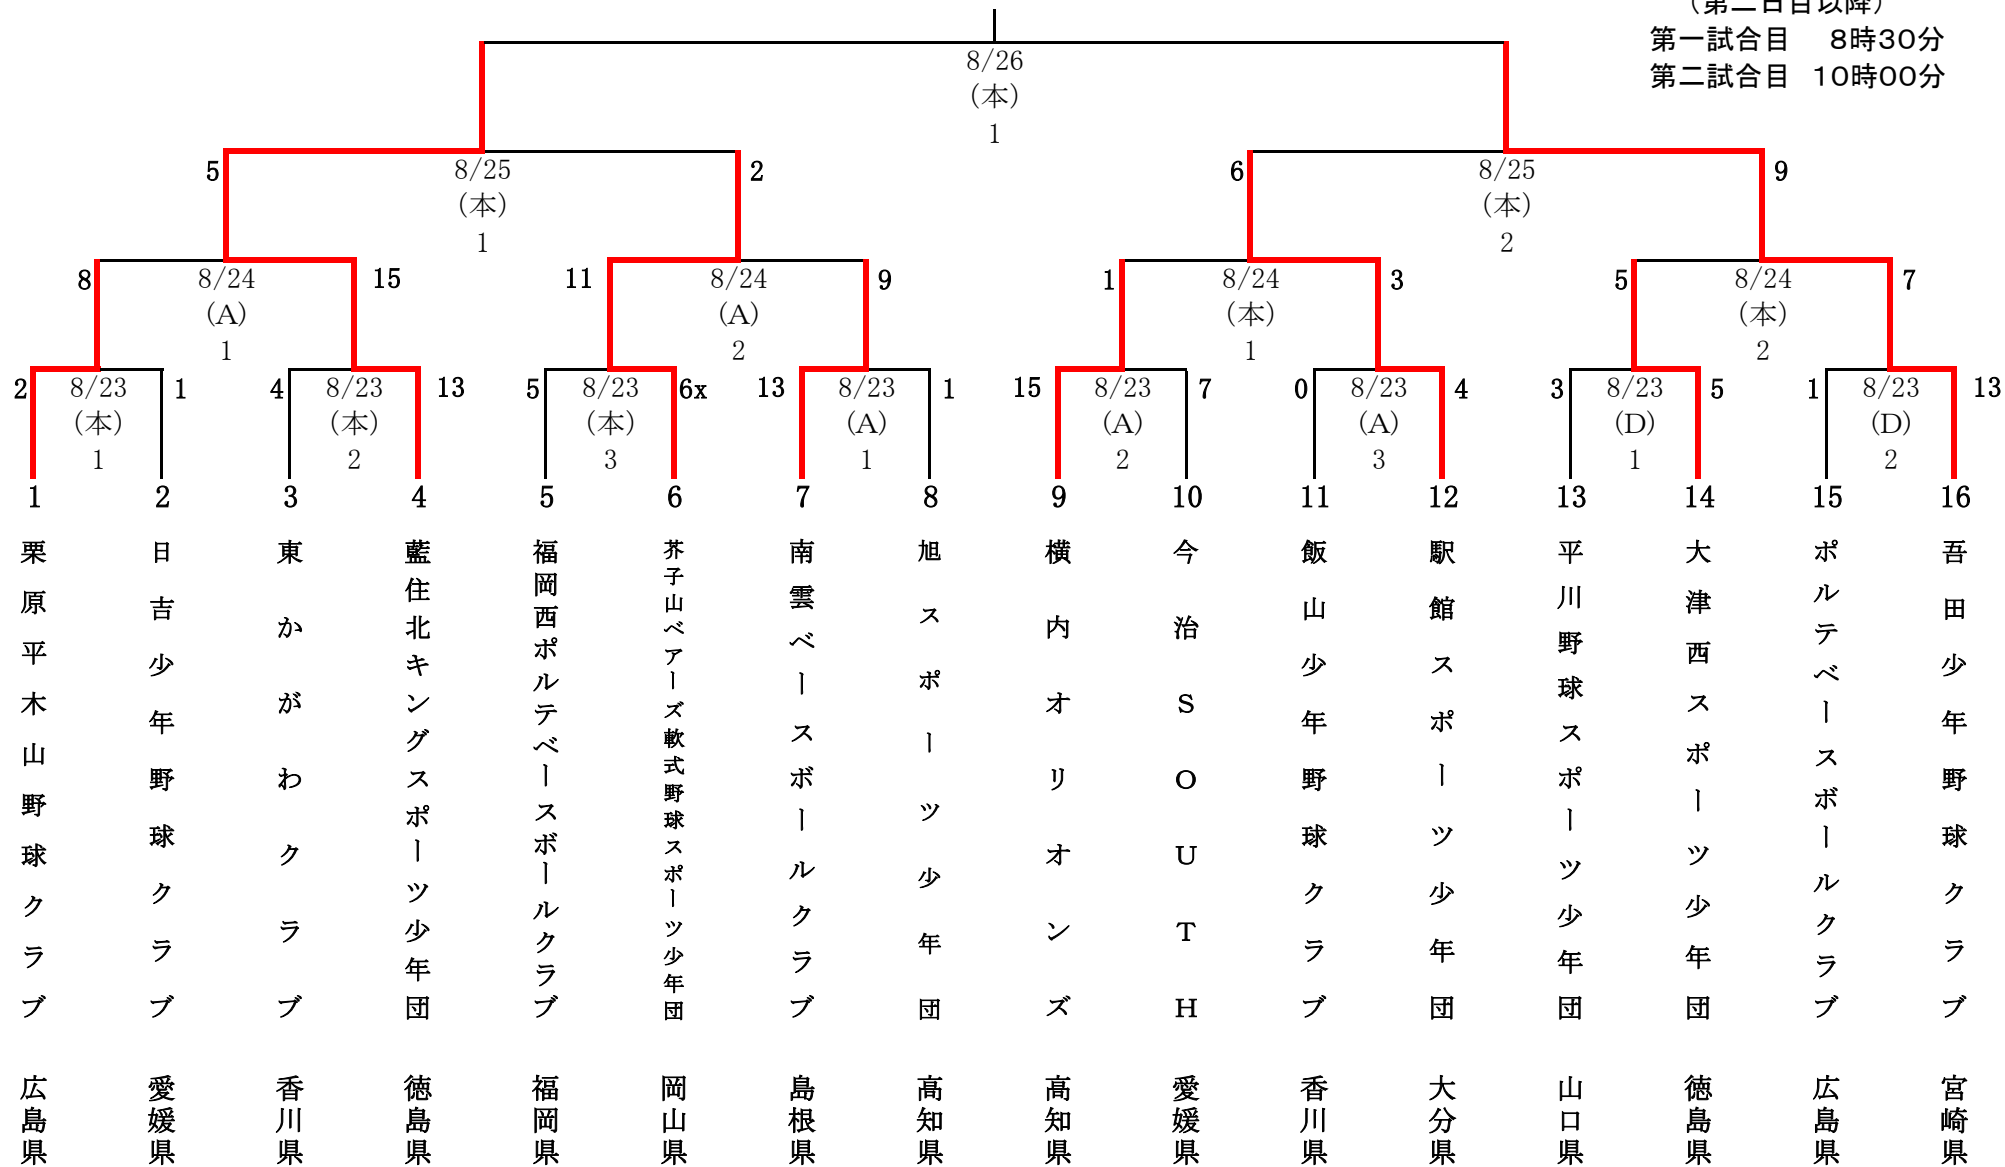 （第二日目以降）
第一試合目　8時30分
第二試合目　10時00分
8/26
（本）
1
5
8/25
（本）
1
2
6
8/25
（本）
2
9
8
8/24
（A）
1
15
11
8/24
（A）
2
9
1
8/24
（本）
1
3
5
8/24
（本）
2
7
2
8/23
（本）
1
1
4
8/23
（本）
2
13
5
8/23
（本）
3
6x
13
8/23
（A）
1
1
15
8/23
（A）
2
7
0
8/23
（A）
3
4
3
8/23
（D）
1
5
1
8/23
（D）
2
13
1
栗原平木山野球クラブ
広島県
2
日吉少年野球クラブ
愛媛県
3
東かがわクラブ
香川県
4
藍住北キングスポーツ少年団
徳島県
5
福岡西ポルテベースボールクラブ
福岡県
6
芥子山ベアーズ軟式野球スポーツ少年団
岡山県
7
南雲ベースボールクラブ
島根県
8
旭スポーツ少年団
高知県
9
横内オリオンズ
高知県
10
今治SOUTH
愛媛県
11
飯山少年野球クラブ
香川県
12
駅館スポーツ少年団
大分県
13
平川野球スポーツ少年団
山口県
14
大津西スポーツ少年団
徳島県
15
ポルテベースボールクラブ
広島県
16
吾田少年野球クラブ
宮崎県